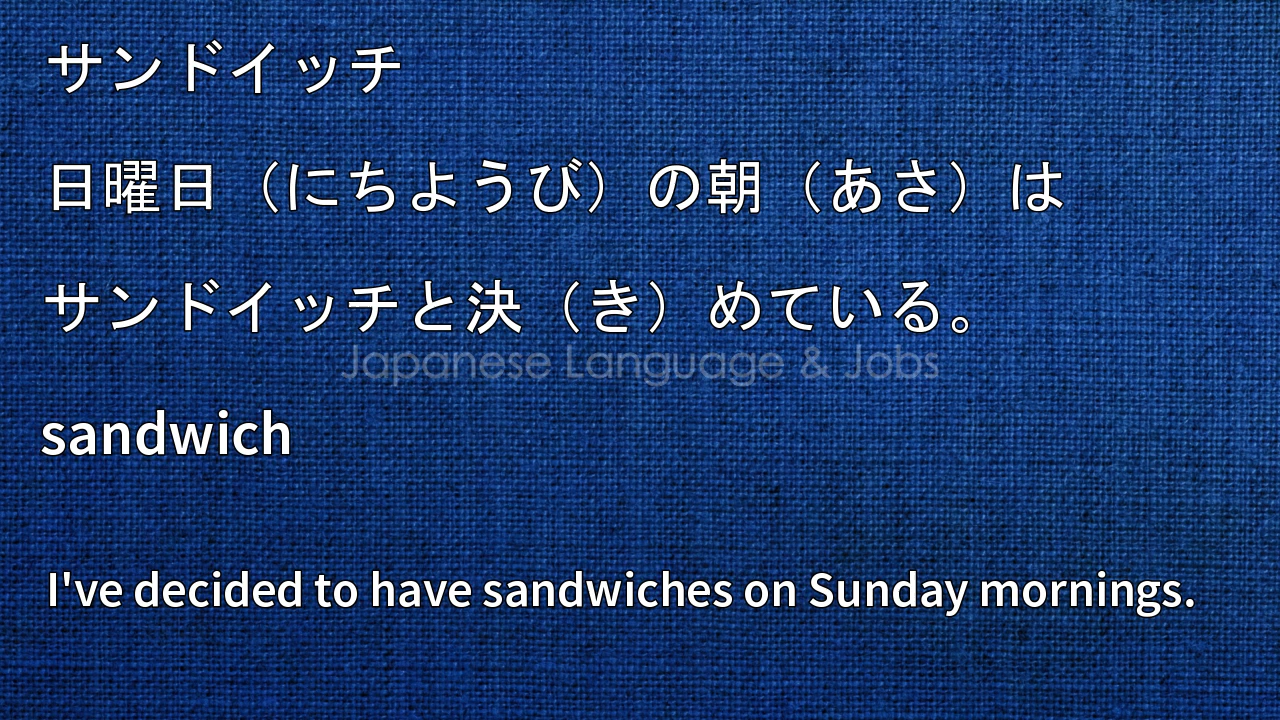 サンドイッチ
日曜日（にちようび）の朝（あさ）は
サンドイッチと決（き）めている。
Japanese Language & Jobs
sandwich
I've decided to have sandwiches on Sunday mornings.